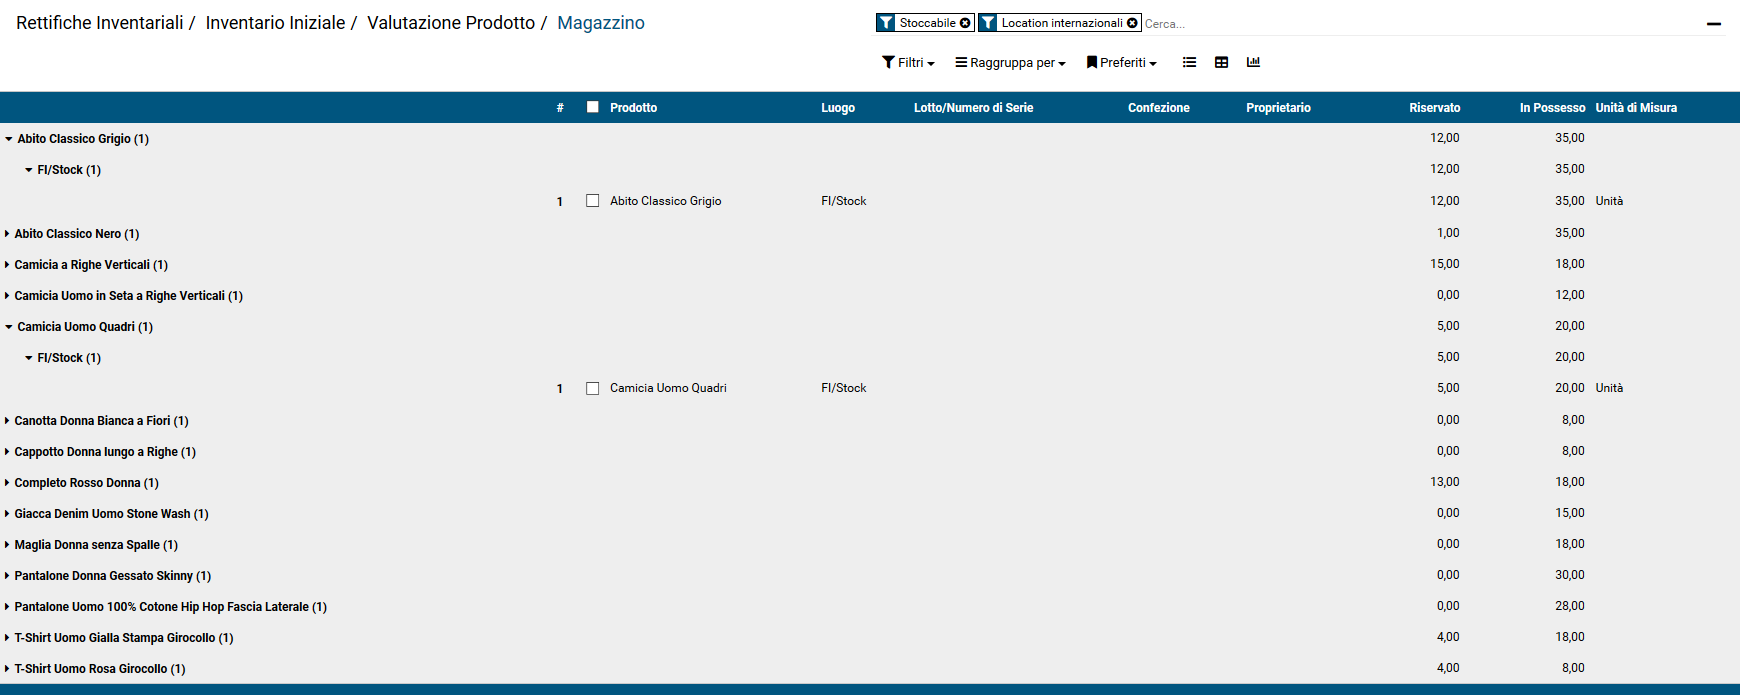 Rettifiche Inventariali / Inventario Iniziale / Valutazione Prodotto / Magazzino
Stoccabile Location internazionali Cerca...
Filtri Raggruppa per Preferiti
# Prodotto Luogo Lotto/Numero di Serie Confezione Proprietario Riservato In Possesso Unità di Misura
Abito Classico Grigio (1) 12,00 35,00
FI/Stock (1) 12,00 35,00
1 Abito Classico Grigio FI/Stock 12,00 35,00 Unità
Abito Classico Nero (1) 1,00 35,00
Camicia a Righe Verticali (1) 15,00 18,00
Camicia Uomo in Seta a Righe Verticali (1) 0,00 12,00
Camicia Uomo Quadri (1) 5,00 20,00
FI/Stock (1) 5,00 20,00
1 Camicia Uomo Quadri FI/Stock 5,00 20,00 Unità
Canotta Donna Bianca a Fiori (1) 0,00 8,00
Cappotto Donna lungo a Righe (1) 0,00 8,00
Completo Rosso Donna (1) 13,00 18,00
Giacca Denim Uomo Stone Wash (1) 0,00 15,00
Maglia Donna senza Spalle (1) 0,00 18,00
Pantalone Donna Gessato Skinny (1) 0,00 30,00
Pantalone Uomo 100% Cotone Hip Hop Fascia Laterale (1) 0,00 28,00
T-Shirt Uomo Gialla Stampa Girocollo (1) 4,00 18,00
T-Shirt Uomo Rosa Girocollo (1) 4,00 8,00